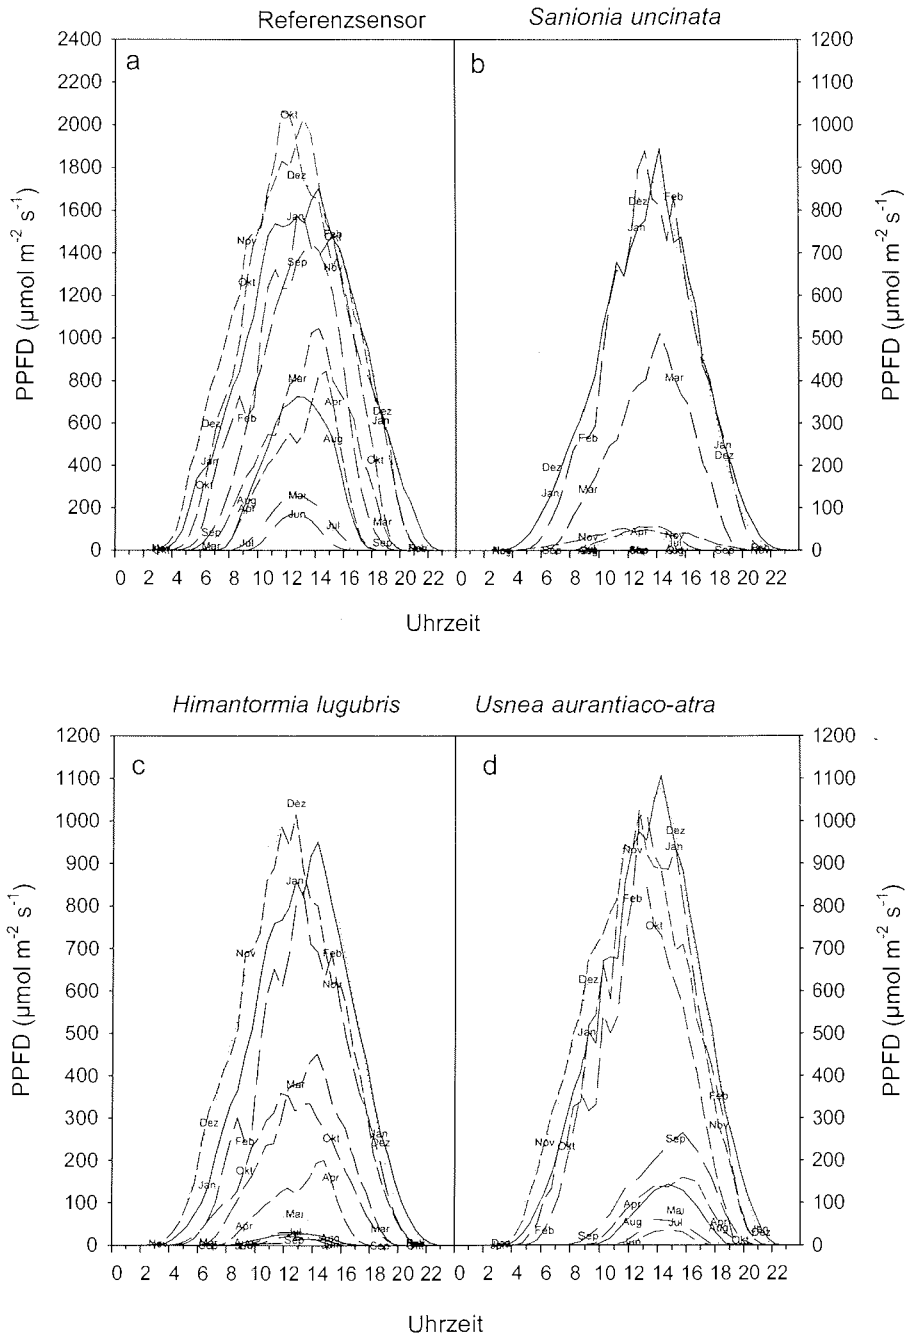 Referenzsensor
Sanionia uncinata
a
b
2400
2200
2000
1800
1600
1400
1200
1000
800
600
400
200
0
PPFD (µmol m⁻² s⁻¹)
1200
1100
1000
900
800
700
600
500
400
300
200
100
0
PPFD (µmol m⁻² s⁻¹)
Okt
Dez
Jan
Nov
Okt
Sep
Nov
Mar
Apr
Aug
Dez
Jan
Feb
Dez
Jan
Okt
Okt
Aug
Apr
Mai
Jun
Jul
Jul
Sep
Mar
Mar
Sep
Dez
Feb
Jan
Mar
Feb
Dez
Jan
Mar
Jan
Dez
Nov
Apr
Nov
Jul
Sep
0 2 4 6 8 10 12 14 16 18 20 22
0 2 4 6 8 10 12 14 16 18 20 22
Uhrzeit
Himantormia lugubris
Usnea aurantiaco-atra
c
d
1200
1100
1000
900
800
700
600
500
400
300
200
100
0
PPFD (µmol m⁻² s⁻¹)
1200
1100
1000
900
800
700
600
500
400
300
200
100
0
PPFD (µmol m⁻² s⁻¹)
Dez
Jan
Nov
Feb
Nov
Mar
Dez
Feb
Okt
Jan
Dez
Okt
Jan
Apr
Apr
Mai
Mar
Jul
Sep
Dez
Nov
Jan
Feb
Okt
Dez
Jan
Nov
Okt
Feb
Feb
Nov
Sep
Apr
Mai
Aug
Jul
Sep
Apr
Aug
Okt
0 2 4 6 8 10 12 14 16 18 20 22
0 2 4 6 8 10 12 14 16 18 20 22
Uhrzeit